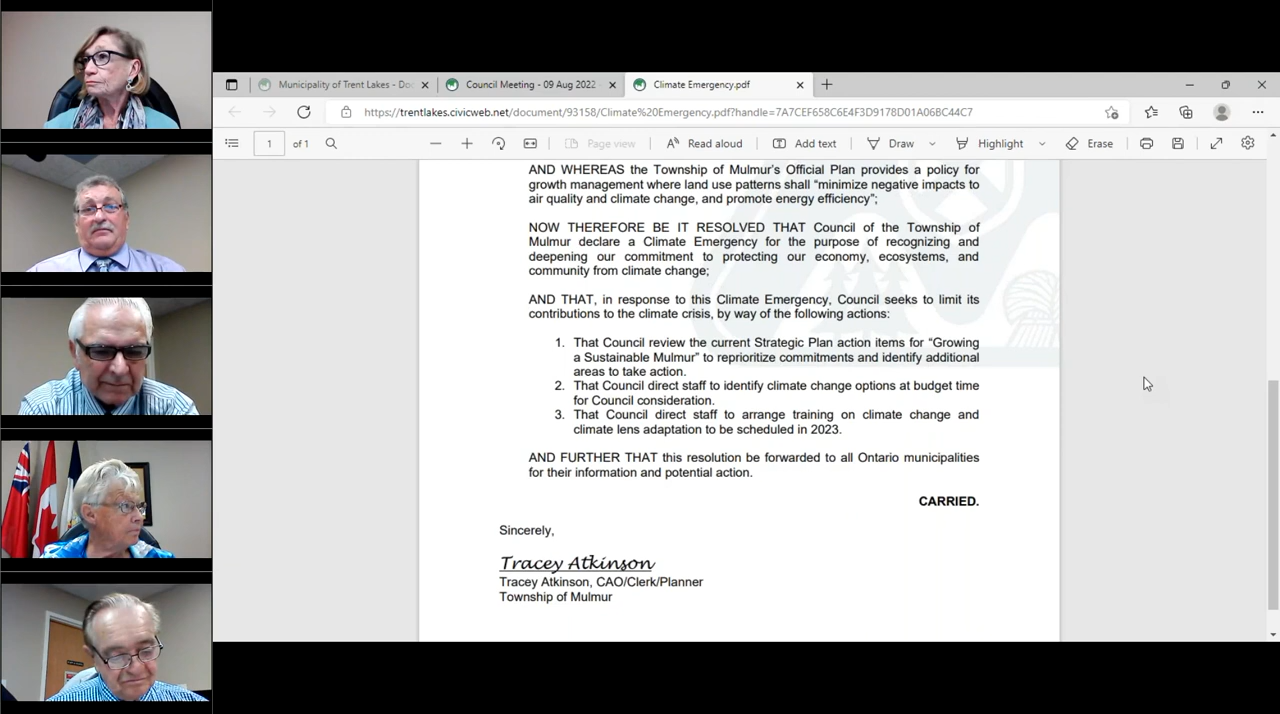 Municipality of Trent Lakes - Do
Council Meeting - 09 Aug 2022
Climate Emergency.pdf
https://trentlakes.civicweb.net/document/93158/Climate%20Emergency.pdf?handle=7A7CEF658C6E4F3D9178D01A06BC44C7
1 of 1 Page view Read aloud Add text Draw Highlight Erase
AND WHEREAS the Township of Mulmur's Official Plan provides a policy for
growth management where land use patterns shall “minimize negative impacts to
air quality and climate change, and promote energy efficiency”;
NOW THEREFORE BE IT RESOLVED THAT Council of the Township of
Mulmur declare a Climate Emergency for the purpose of recognizing and
deepening our commitment to protecting our economy, ecosystems, and
community from climate change;
AND THAT, in response to this Climate Emergency, Council seeks to limit its
contributions to the climate crisis, by way of the following actions:
1. That Council review the current Strategic Plan action items for “Growing
a Sustainable Mulmur” to reprioritize commitments and identify additional
areas to take action.
2. That Council direct staff to identify climate change options at budget time
for Council consideration.
3. That Council direct staff to arrange training on climate change and
climate lens adaptation to be scheduled in 2023.
AND FURTHER THAT this resolution be forwarded to all Ontario municipalities
for their information and potential action.
CARRIED.
Sincerely,
Tracey Atkinson
Tracey Atkinson, CAO/Clerk/Planner
Township of Mulmur